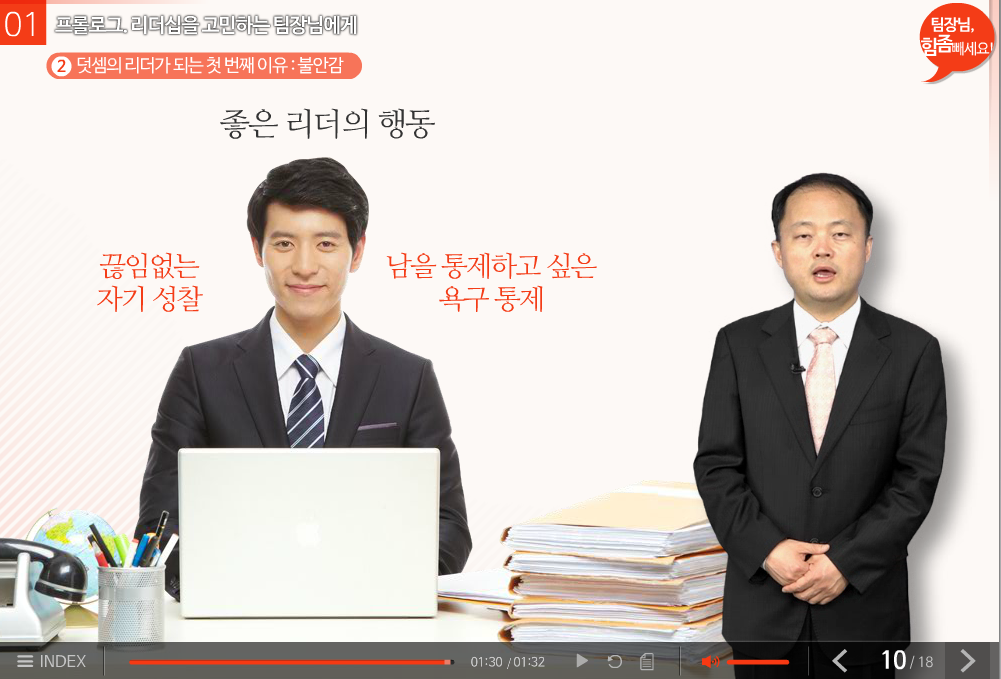 01 프롤로그. 리더십을 고민하는 팀장님에게
팀장님,
힘좀빼세요!
2 덧셈의 리더가 되는 첫 번째 이유 : 불안감
좋은 리더의 행동
끊임없는
자기 성찰
남을 통제하고 싶은
욕구 통제
INDEX
01:30 / 01:32
10 / 18